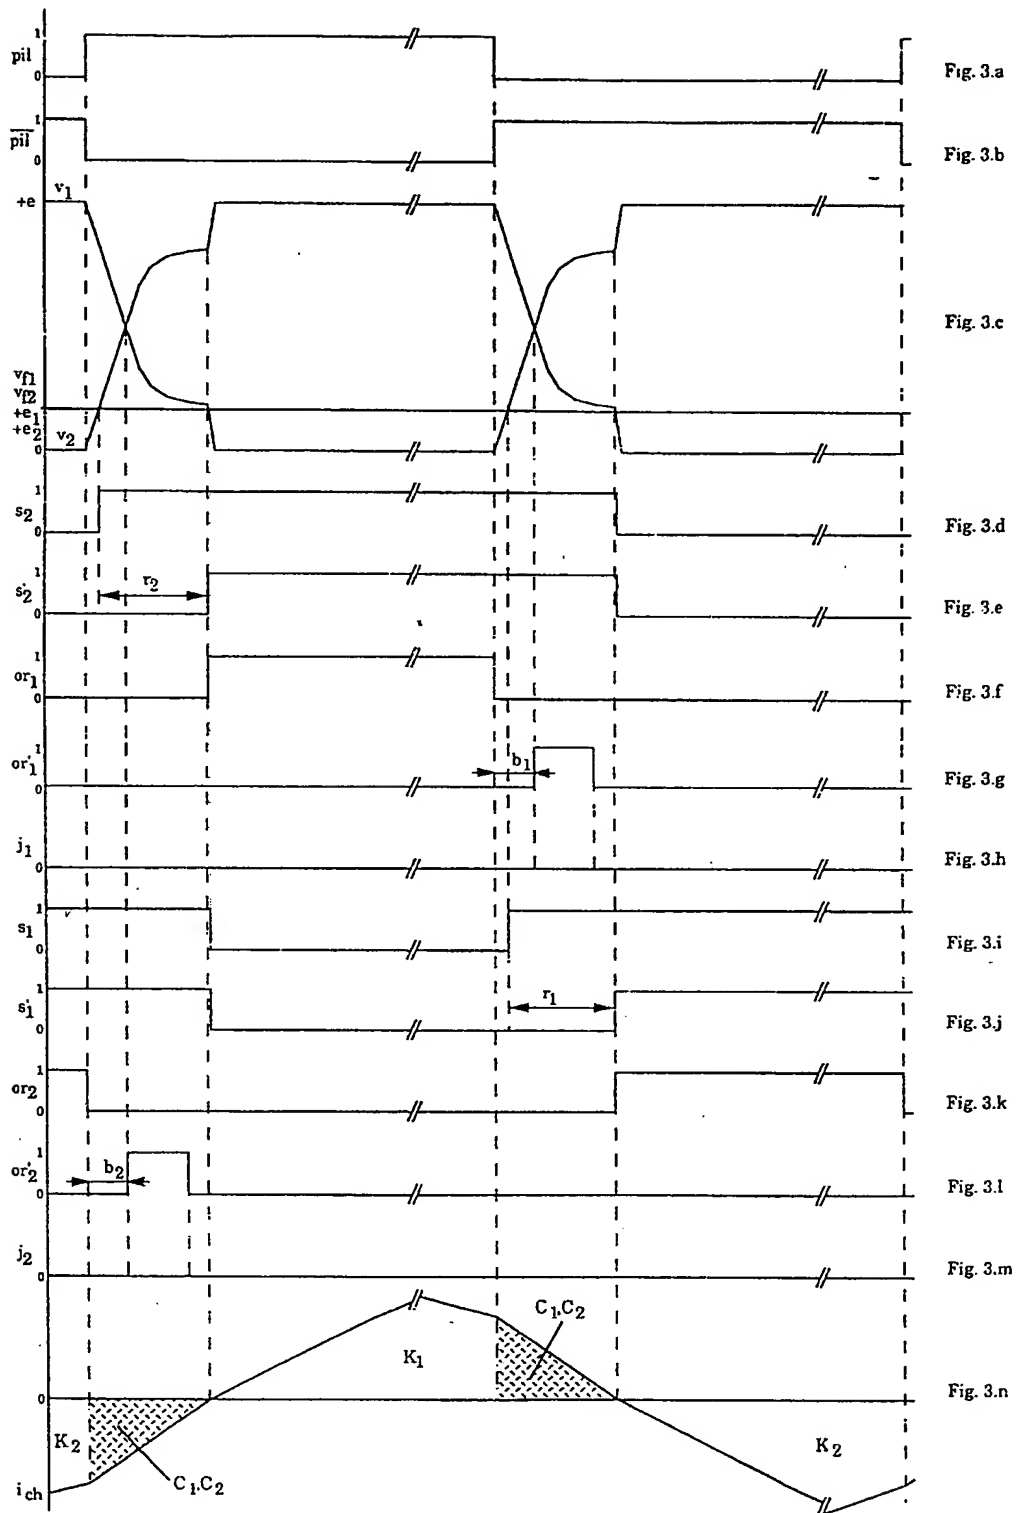 1
pil
0
Fig. 3.a
1
pil
0
Fig. 3.b
v1
+e
Fig. 3.c
vf1
vf2
+e1
+e2
v2
0
1
s2
0
Fig. 3.d
1
s'2
r2
0
Fig. 3.e
1
or1
0
Fig. 3.f
1
or'1
b1
0
Fig. 3.g
j1
0
Fig. 3.h
1
s1
0
Fig. 3.i
1
s'1
r1
0
Fig. 3.j
1
or2
0
Fig. 3.k
1
or'2
b2
0
Fig. 3.l
j2
0
Fig. 3.m
C1.C2
K1
0
Fig. 3.n
K2
K2
C1.C2
ich